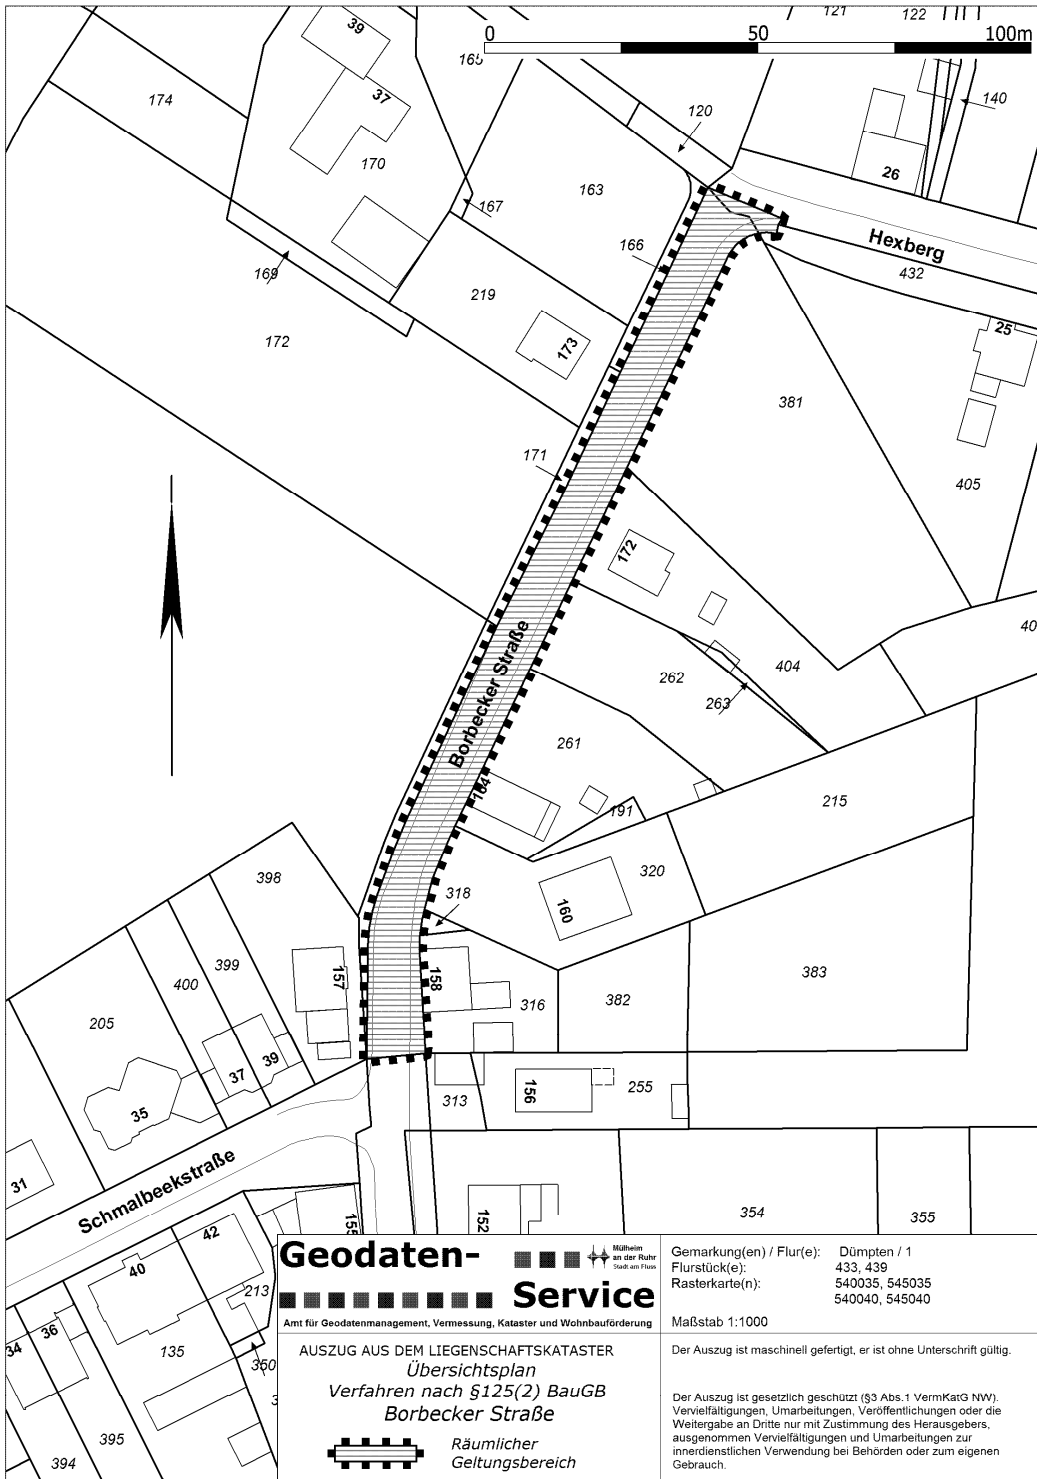 121
122
0
50
100m
39
165
174
37
120
140
170
26
163
167
166
Hexberg
169
219
432
172
173
25
381
171
405
172
404
262
263
261
164
215
191
398
318
320
160
399
157
158
383
400
316
382
205
37
39
156
255
35
313
31
Schmalbeekstraße
Borbecker Straße
42
155
152
354
355
40
213
36
34
135
350
395
394
Geodaten-
Service
Mülheim
an der Ruhr
Stadt am Fluss
Amt für Geodatenmanagement, Vermessung, Kataster und Wohnbauförderung
Gemarkung(en) / Flur(e): Dümpten / 1
Flurstück(e): 433, 439
Rasterkarte(n): 540035, 545035
540040, 545040
Maßstab 1:1000
AUSZUG AUS DEM LIEGENSCHAFTSKATASTER
Übersichtsplan
Verfahren nach §125(2) BauGB
Borbecker Straße
Räumlicher
Geltungsbereich
Der Auszug ist maschinell gefertigt, er ist ohne Unterschrift gültig.
Der Auszug ist gesetzlich geschützt (§3 Abs.1 VermKatG NW).
Vervielfältigungen, Umarbeitungen, Veröffentlichungen oder die
Weitergabe an Dritte nur mit Zustimmung des Herausgebers,
ausgenommen Vervielfältigungen und Umarbeitungen zur
innerdienstlichen Verwendung bei Behörden oder zum eigenen
Gebrauch.